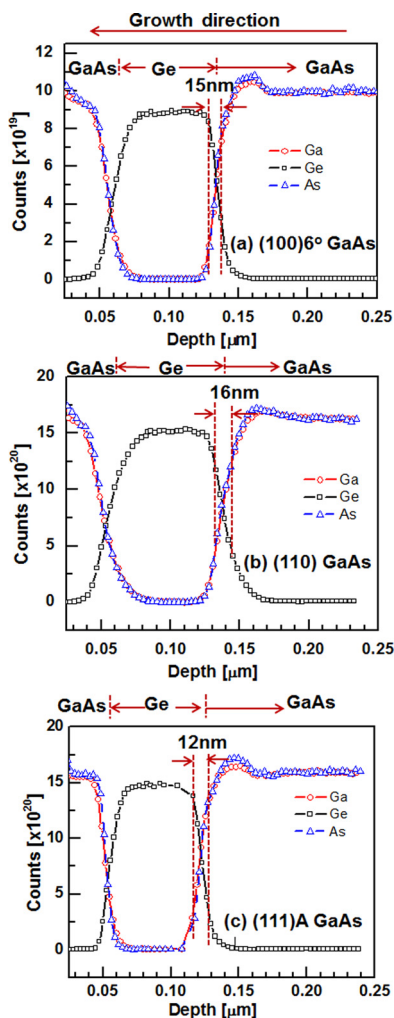 Growth direction
GaAs Ge GaAs
15nm
12
10
8
6
4
2
0
Counts [x10¹⁹]
Ga
Ge
As
(a) (100)6° GaAs
0.05 0.10 0.15 0.20 0.25
Depth [μm]
GaAs Ge GaAs
16nm
20
15
10
5
0
Counts [x10²⁰]
Ga
Ge
As
(b) (110) GaAs
0.05 0.10 0.15 0.20 0.25
Depth [μm]
GaAs Ge GaAs
12nm
20
15
10
5
0
Counts [x10²⁰]
Ga
Ge
As
(c) (111)A GaAs
0.05 0.10 0.15 0.20 0.25
Depth [μm]